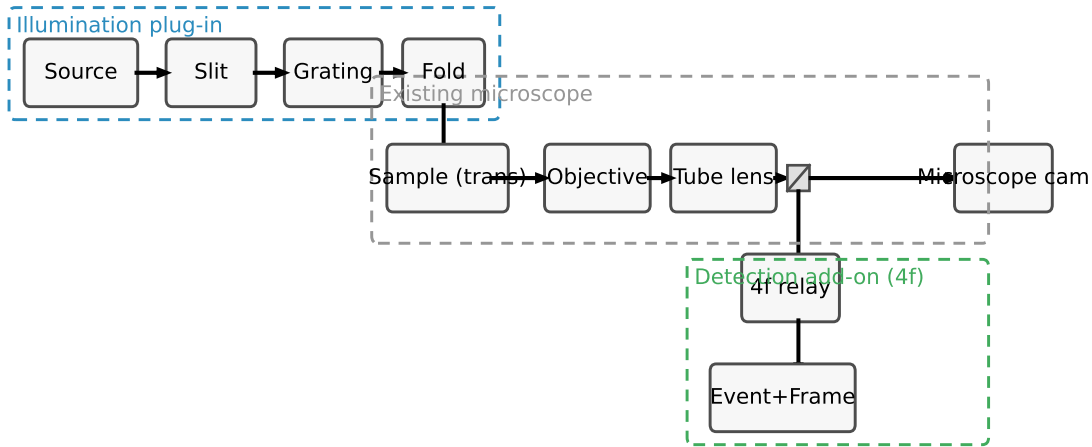 Illumination plug-in
Source
Slit
Grating
Fold
Existing microscope
Sample (trans)
Objective
Tube lens
Microscope cam
Detection add-on (4f)
4f relay
Event+Frame